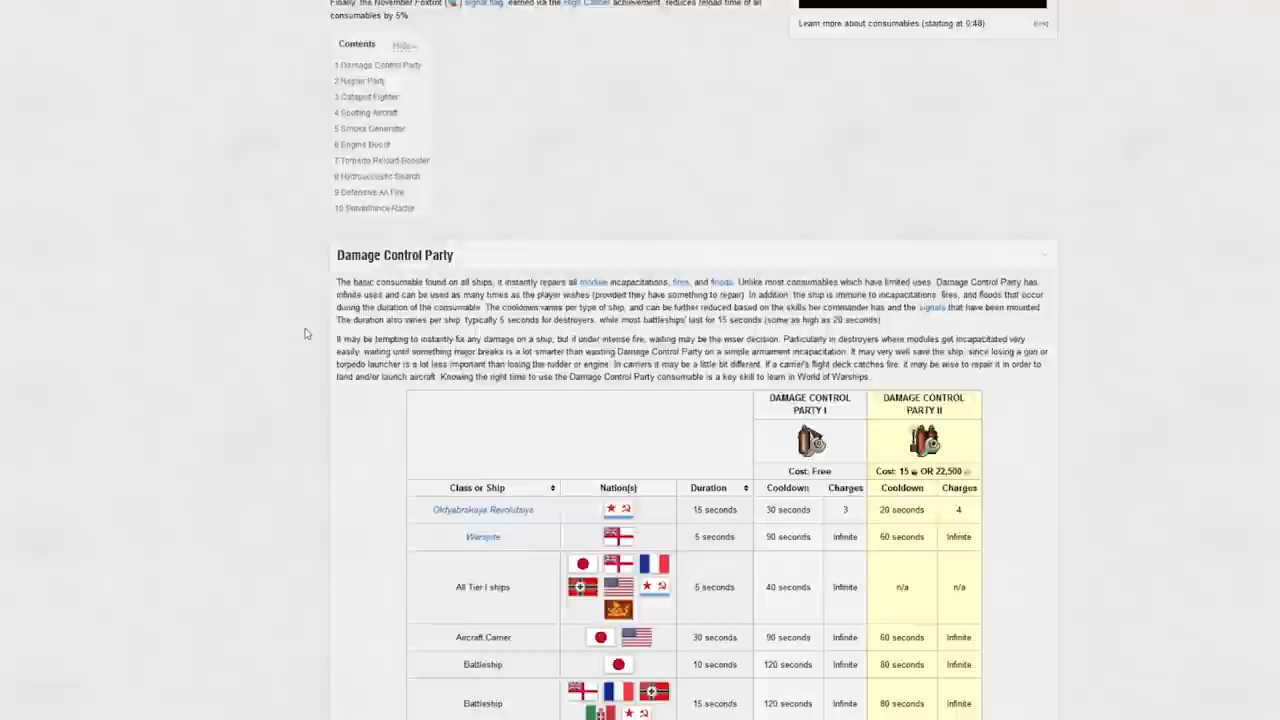 Finally, the November Foxtrot ( ) signal flag, earned via the High Caliber achievement, reduces reload time of all
consumables by 5%
Learn more about consumables (starting at 0:48)
Contents Hide
1 Damage Control Party
2 Repair Party
3 Catapult Fighter
4 Spotting Aircraft
5 Smoke Generator
6 Engine Boost
7 Torpedo Reload Booster
8 Hydroacoustic Search
9 Defensive AA Fire
10 Surveillance Radar
Damage Control Party
The basic consumable found on all ships, it instantly repairs all module incapacitations, fires, and floods. Unlike most consumables which have limited uses, Damage Control Party has
infinite uses and can be used as many times as the player wishes (provided they have something to repair). In addition, the ship is immune to incapacitations, fires, and floods that occur
during the duration of the consumable. The cooldown varies per type of ship, and can be further reduced based on the skills her commander has and the signals that have been mounted.
The duration also varies per ship, typically 5 seconds for destroyers, while most battleships' last for 15 seconds (some as high as 20 seconds)
It may be tempting to instantly fix any damage on a ship, but if under intense fire, waiting may be the wiser decision. Particularly in destroyers where modules get incapacitated very
easily, waiting until something major breaks is a lot smarter than wasting Damage Control Party on a simple armament incapacitation. It may very well save the ship, since losing a gun or
torpedo launcher is a lot less important than losing the rudder or engine. In carriers it may be a little bit different. If a carrier's flight deck catches fire, it may be wise to repair it in order to
land and/or launch aircraft. Knowing the right time to use the Damage Control Party consumable is a key skill to learn in World of Warships.
DAMAGE CONTROL PARTY I DAMAGE CONTROL PARTY II
Cost: Free Cost: 15 OR 22,500
Class or Ship Nation(s) Duration Cooldown Charges Cooldown Charges
Oktyabrskaya Revolutsiya 15 seconds 30 seconds 3 20 seconds 4
Warspite 5 seconds 90 seconds Infinite 60 seconds Infinite
All Tier I ships 5 seconds 40 seconds Infinite n/a n/a
Aircraft Carrier 30 seconds 90 seconds Infinite 60 seconds Infinite
Battleship 10 seconds 120 seconds Infinite 80 seconds Infinite
Battleship 15 seconds 120 seconds Infinite 80 seconds Infinite